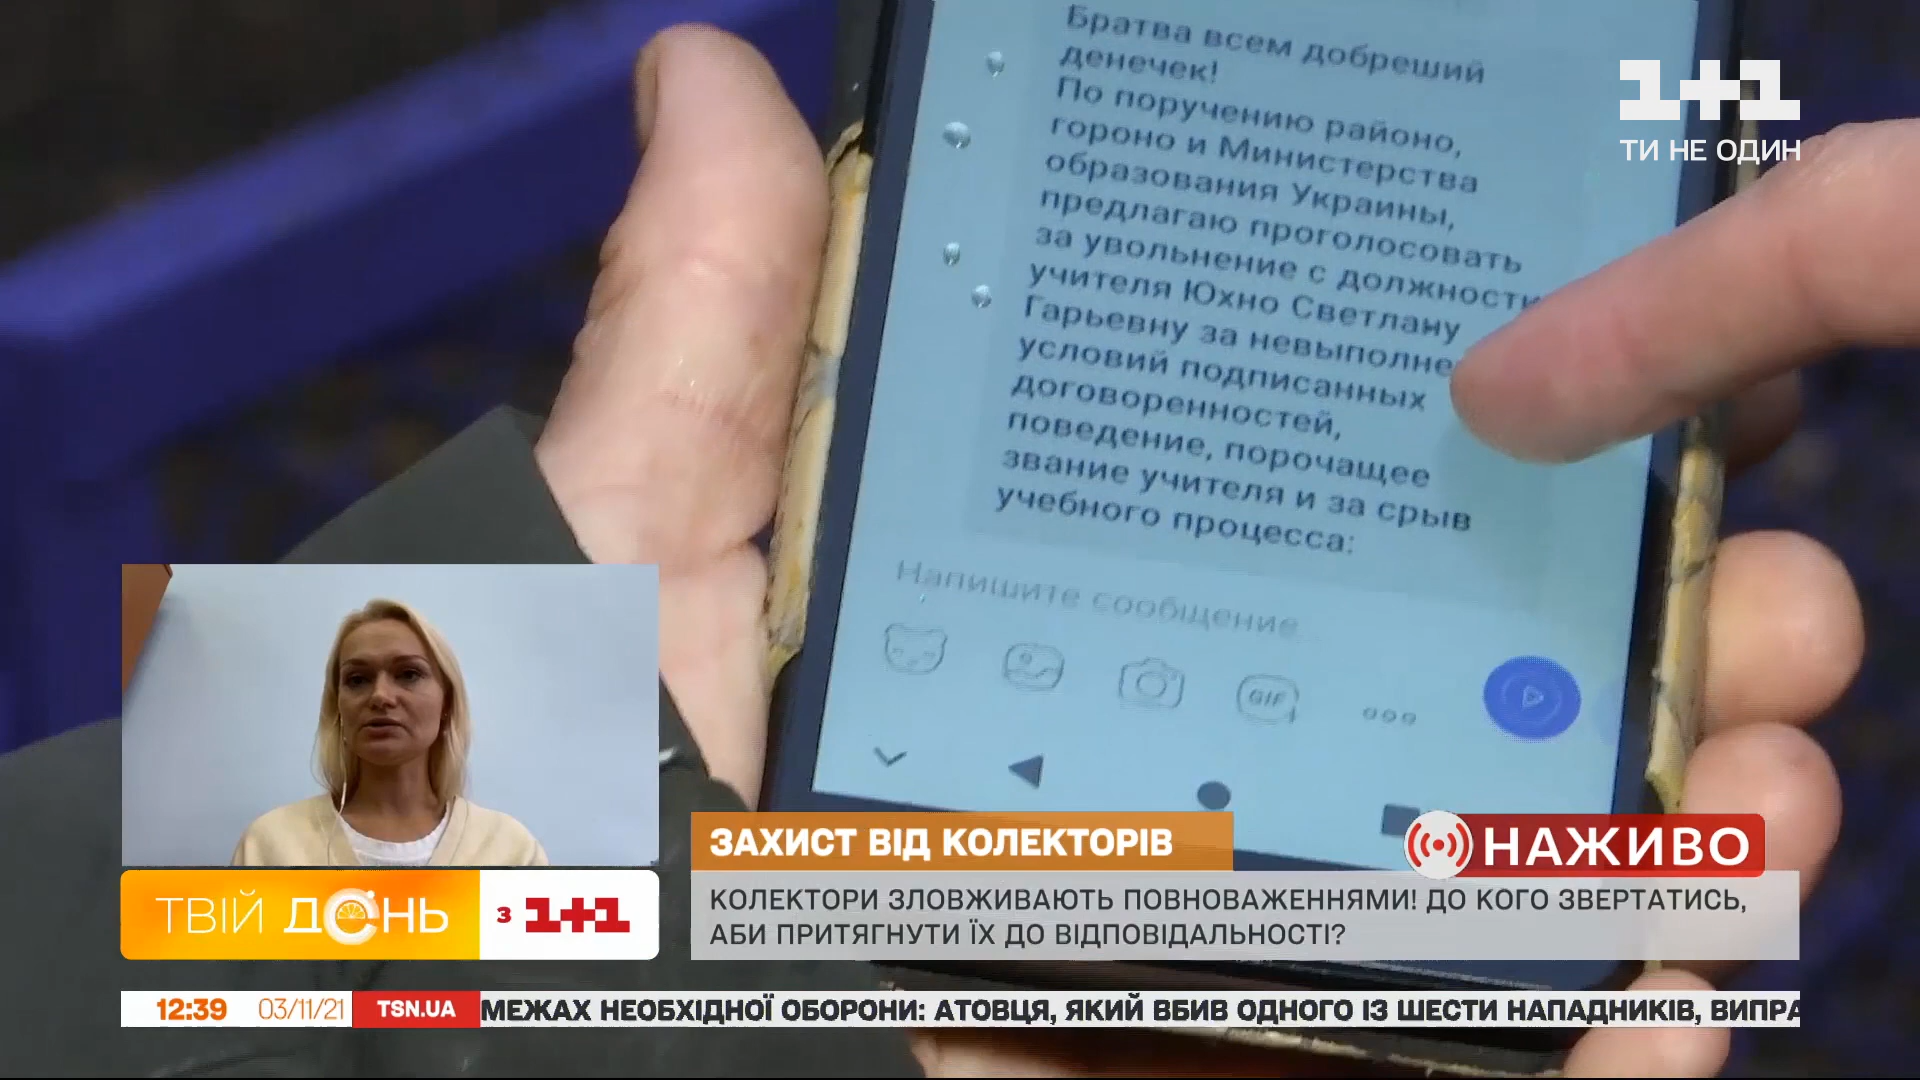 Братва всем добреший
денечек!
По поручению районо,
гороно и Министерства
образования Украины,
предлагаю проголосовать
за увольнение с должности
учителя Юхно Светлану
Гарьевну за невыполне
условий подписанных
договоренностей,
поведение, порочащее
звание учителя и за срыв
учебного процесса:
Напишите сообщение...
GIF
1+1
ТИ НЕ ОДИН
ЗАХИСТ ВІД КОЛЕКТОРІВ
НАЖИВО
КОЛЕКТОРИ ЗЛОВЖИВАЮТЬ ПОВНОВАЖЕННЯМИ! ДО КОГО ЗВЕРТАТИСЬ,
АБИ ПРИТЯГНУТИ ЇХ ДО ВІДПОВІДАЛЬНОСТІ?
ТВІЙ ДЕНЬ З 1+1
12:39 03/11/21 TSN.UA МЕЖАХ НЕОБХІДНОЇ ОБОРОНИ: АТОВЦЯ, ЯКИЙ ВБИВ ОДНОГО ІЗ ШЕСТИ НАПАДНИКІВ, ВИПРА